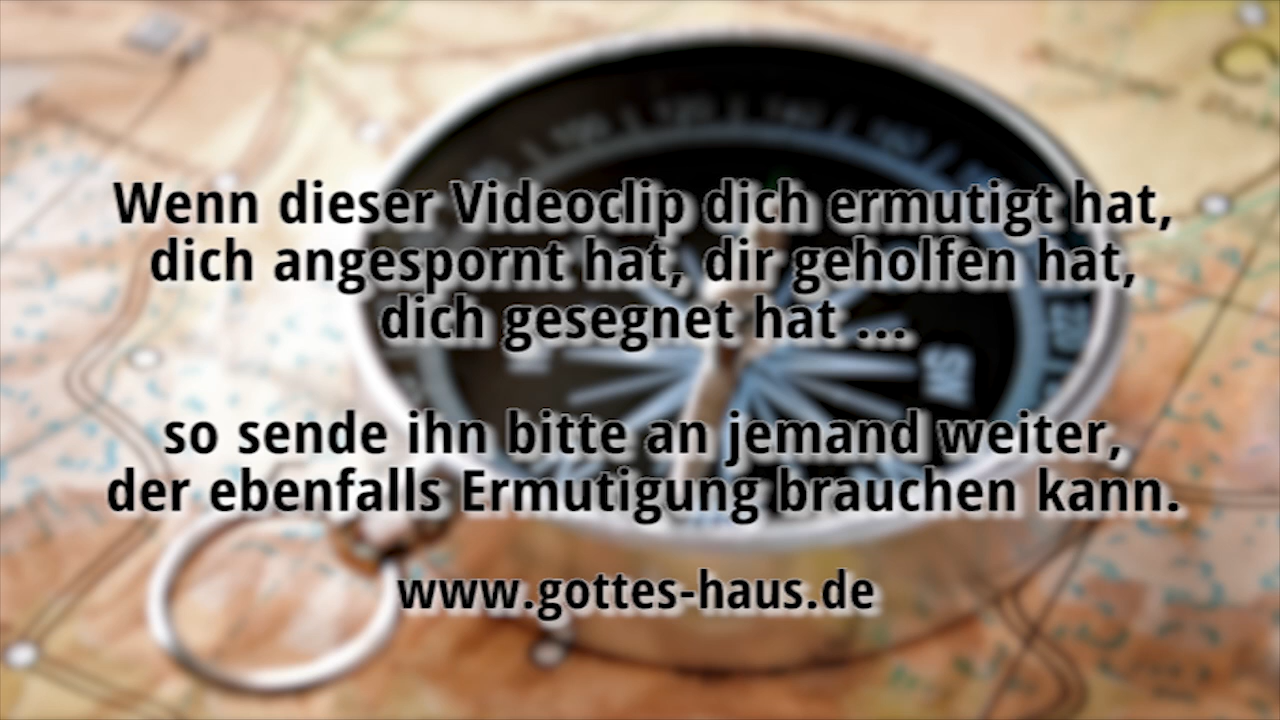 Wenn dieser Videoclip dich ermutigt hat,
dich angespornt hat, dir geholfen hat,
dich gesegnet hat ...
so sende ihn bitte an jemand weiter,
der ebenfalls Ermutigung brauchen kann.
www.gottes-haus.de